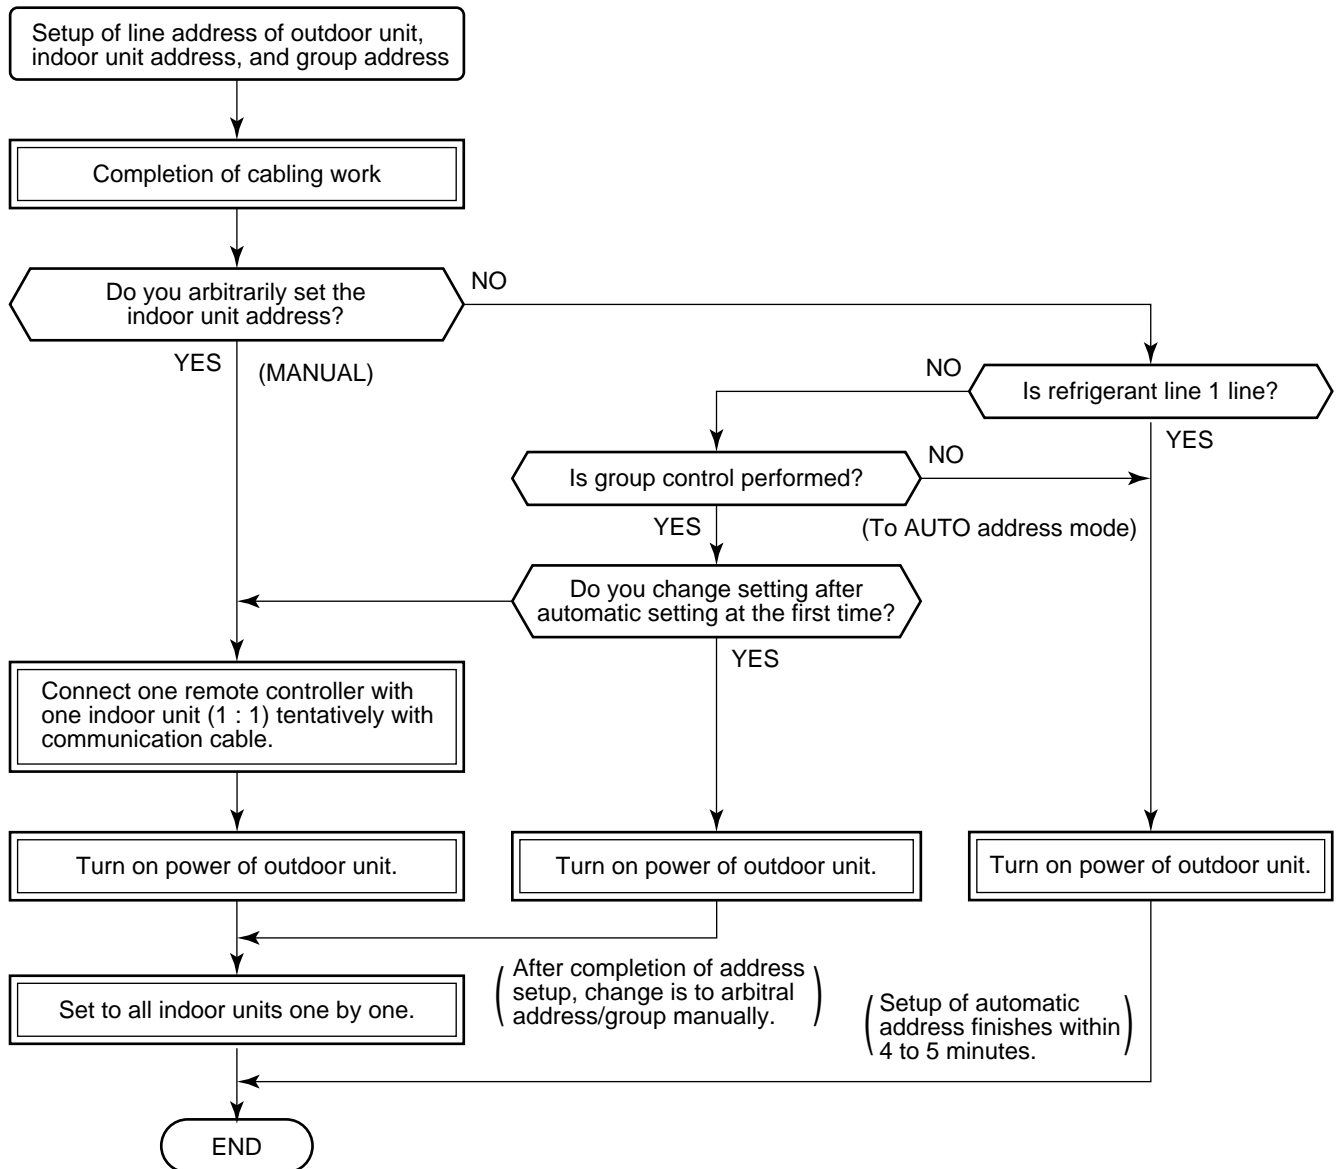 Setup of line address of outdoor unit,
indoor unit address, and group address
Completion of cabling work
Do you arbitrarily set the
indoor unit address?
NO
YES
(MANUAL)
NO
Is refrigerant line 1 line?
YES
Is group control performed?
NO
YES
(To AUTO address mode)
Do you change setting after
automatic setting at the first time?
YES
Connect one remote controller with
one indoor unit (1 : 1) tentatively with
communication cable.
Turn on power of outdoor unit.
Turn on power of outdoor unit.
Turn on power of outdoor unit.
(After completion of address
setup, change is to arbitral
address/group manually.)
Set to all indoor units one by one.
(Setup of automatic
address finishes within
4 to 5 minutes.)
END